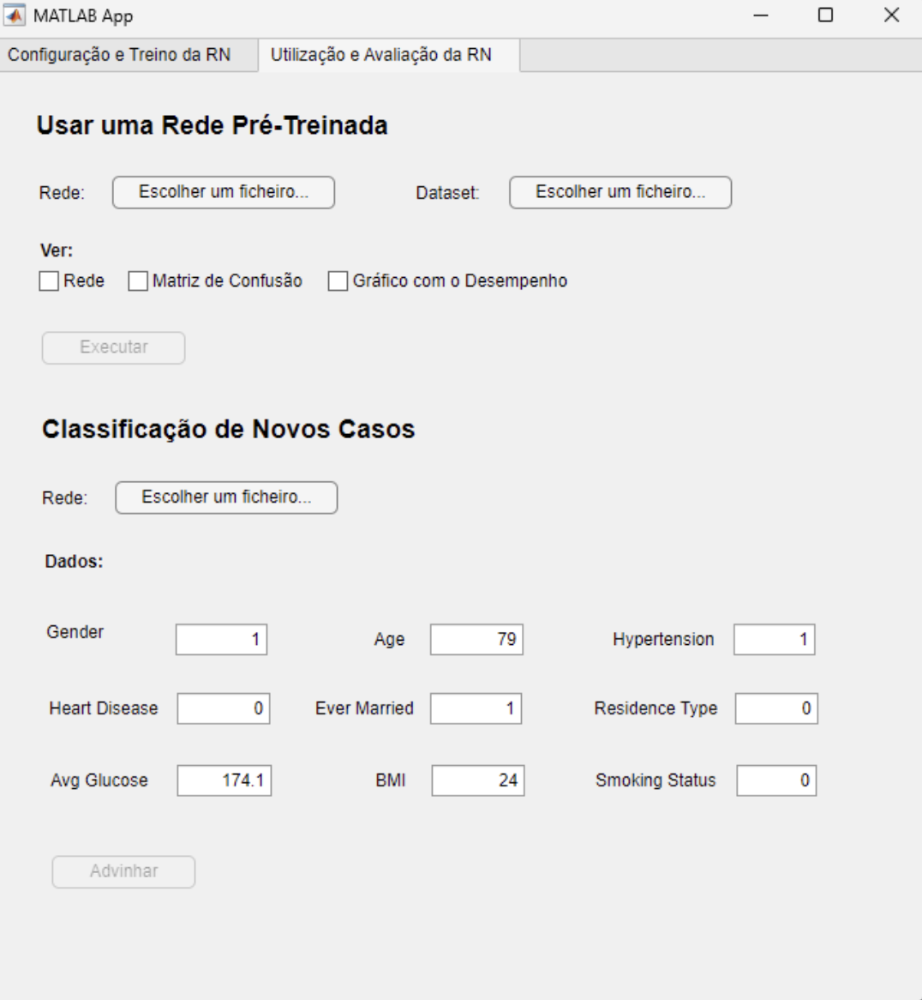 MATLAB App
Configuração e Treino da RN
Utilização e Avaliação da RN
Usar uma Rede Pré-Treinada
Rede: Escolher um ficheiro... Dataset: Escolher um ficheiro...
Ver:
Rede Matriz de Confusão Gráfico com o Desempenho
Executar
Classificação de Novos Casos
Rede: Escolher um ficheiro...
Dados:
Gender 1 Age 79 Hypertension 1
Heart Disease 0 Ever Married 1 Residence Type 0
Avg Glucose 174.1 BMI 24 Smoking Status 0
Advinhar